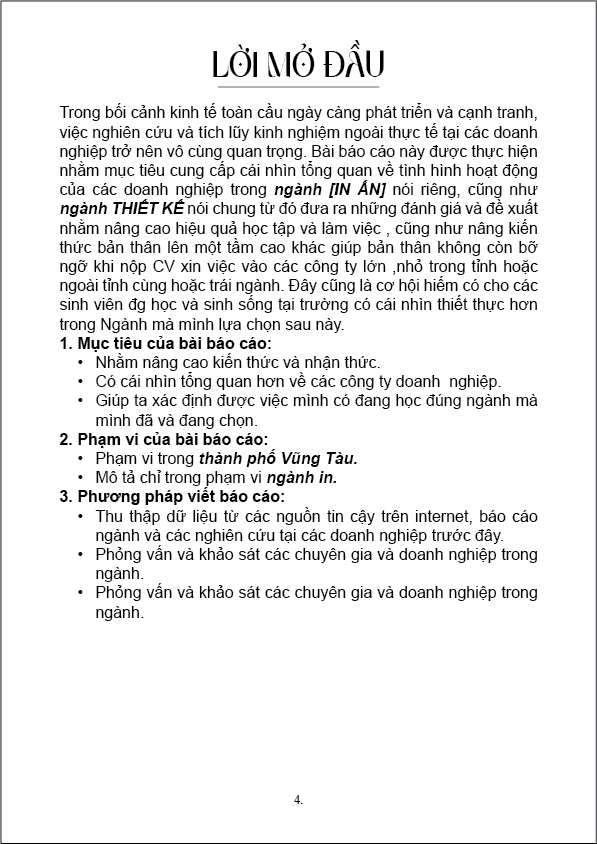 LỜI MỞ ĐẦU
Trong bối cảnh kinh tế toàn cầu ngày càng phát triển và cạnh tranh,
việc nghiên cứu và tích lũy kinh nghiệm ngoài thực tế tại các doanh
nghiệp trở nên vô cùng quan trọng. Bài báo cáo này được thực hiện
nhằm mục tiêu cung cấp cái nhìn tổng quan về tình hình hoạt động
của các doanh nghiệp trong ngành [IN ẤN] nói riêng, cũng như
ngành THIẾT KẾ nói chung từ đó đưa ra những đánh giá và đề xuất
nhằm nâng cao hiệu quả học tập và làm việc , cũng như nâng kiến
thức bản thân lên một tầm cao khác giúp bản thân không còn bỡ
ngỡ khi nộp CV xin việc vào các công ty lớn ,nhỏ trong tỉnh hoặc
ngoài tỉnh cùng hoặc trái ngành. Đây cũng là cơ hội hiếm có cho các
sinh viên đg học và sinh sống tại trường có cái nhìn thiết thực hơn
trong Ngành mà mình lựa chọn sau này.
1. Mục tiêu của bài báo cáo:
• Nhằm nâng cao kiến thức và nhận thức.
• Có cái nhìn tổng quan hơn về các công ty doanh  nghiệp.
• Giúp ta xác định được việc mình có đang học đúng ngành mà
mình đã và đang chọn.
2. Phạm vi của bài báo cáo:
• Phạm vi trong thành phố Vũng Tàu.
• Mô tả chỉ trong phạm vi ngành in.
3. Phương pháp viết báo cáo:
• Thu thập dữ liệu từ các nguồn tin cậy trên internet, báo cáo
ngành và các nghiên cứu tại các doanh nghiệp trước đây.
• Phỏng vấn và khảo sát các chuyên gia và doanh nghiệp trong
ngành.
• Phỏng vấn và khảo sát các chuyên gia và doanh nghiệp trong
ngành.
4.